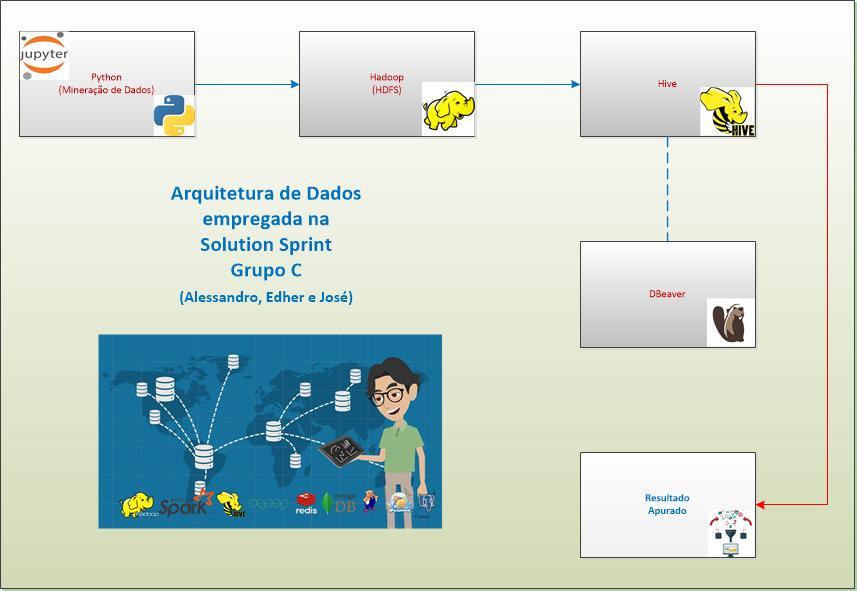 jupyter
Python
(Mineração de Dados)
Hadoop
(HDFS)
Hive
HIVE
Arquitetura de Dados
empregada na
Solution Sprint
Grupo C
(Alessandro, Edher e José)
DBeaver
Resultado
Apurado
hadoop
Spark
HIVE
redis
mongo
DB